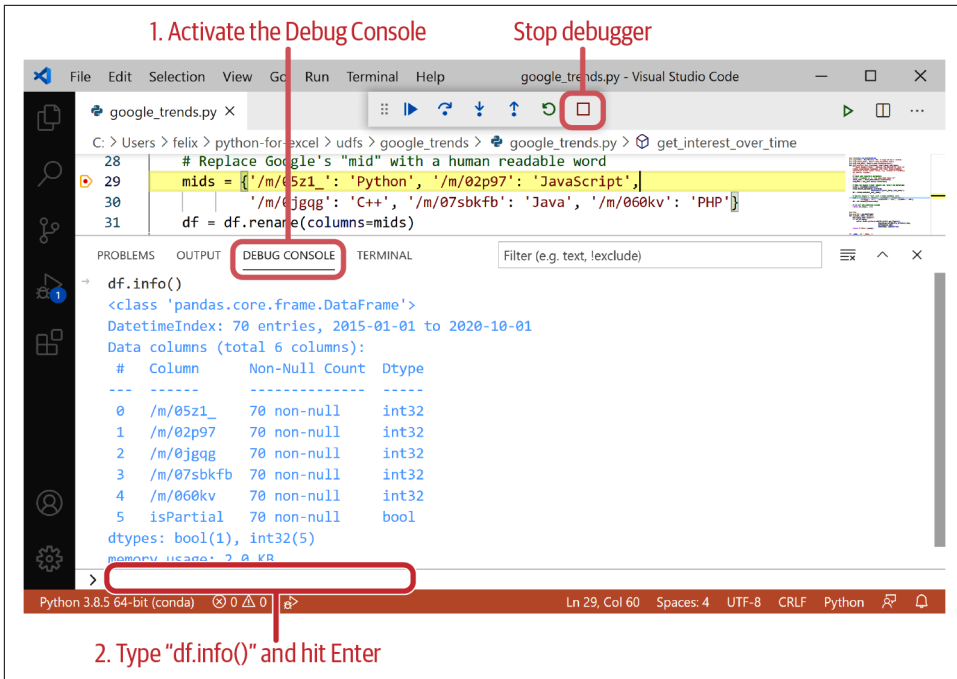 1. Activate the Debug Console
Stop debugger
File Edit Selection View Go Run Terminal Help google_trends.py - Visual Studio Code
google_trends.py
C: > Users > felix > python-for-excel > udfs > google_trends > google_trends.py > get_interest_over_time
28 # Replace Google's "mid" with a human readable word
29 mids = {'/m/05z1_': 'Python', '/m/02p97': 'JavaScript',
30 '/m/0jgqg': 'C++', '/m/07sbkfb': 'Java', '/m/060kv': 'PHP'}
31 df = df.rename(columns=mids)
PROBLEMS OUTPUT DEBUG CONSOLE TERMINAL Filter (e.g. text, !exclude)
df.info()
<class 'pandas.core.frame.DataFrame'>
DatetimeIndex: 70 entries, 2015-01-01 to 2020-10-01
Data columns (total 6 columns):
# Column Non-Null Count Dtype
--- ------ -------------- -----
0 /m/05z1_ 70 non-null int32
1 /m/02p97 70 non-null int32
2 /m/0jgqg 70 non-null int32
3 /m/07sbkfb 70 non-null int32
4 /m/060kv 70 non-null int32
5 isPartial 70 non-null bool
dtypes: bool(1), int32(5)
memory usage: 2.0 KB
1
>
Python 3.8.5 64-bit (conda) 0 0 Ln 29, Col 60 Spaces: 4 UTF-8 CRLF Python
2. Type "df.info()" and hit Enter